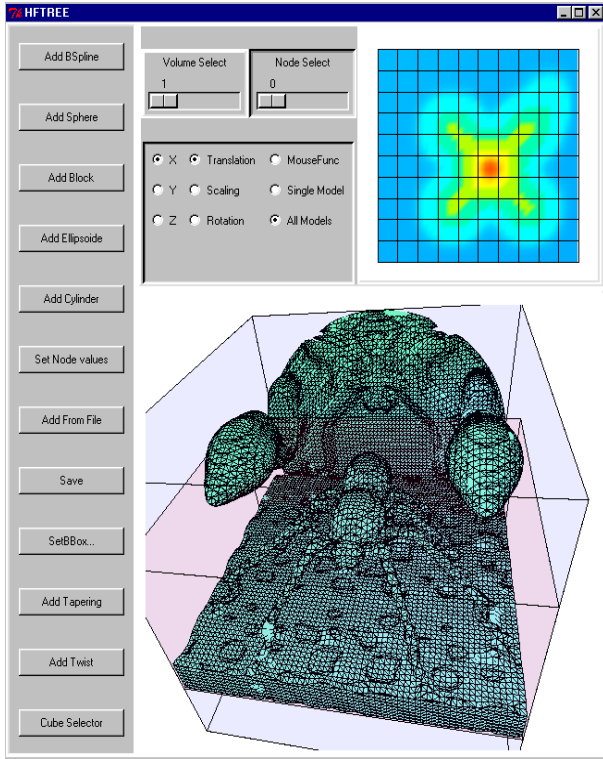 HFTREE
Add BSpline
Add Sphere
Add Block
Add Ellipsoide
Add Cylinder
Set Node values
Add From File
Save
SetBBox...
Add Tapering
Add Twist
Cube Selector
Volume Select
1
Node Select
0
X Translation MouseFunc
Y Scaling Single Model
Z Rotation All Models